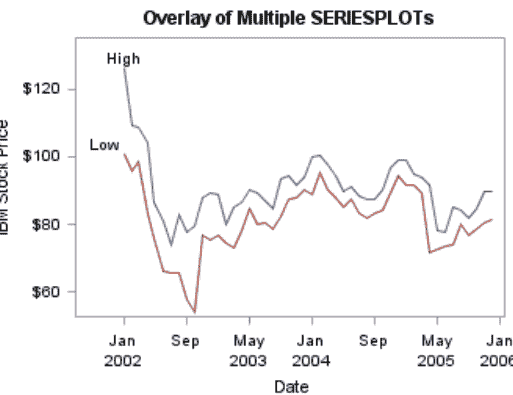 Overlay of Multiple SERIESPLOTs
High
Low
IBM Stock Price
$120
$100
$80
$60
Jan Sep May Jan Sep May Jan
2002 2003 2004 2005 2006
Date